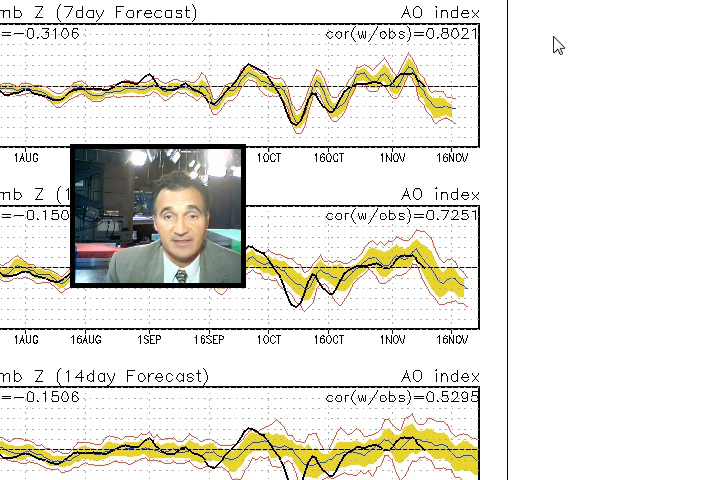 mb Z (7day Forecast) AO index
=-0.3106 cor(w/obs)=0.8021
1AUG 1OCT 16OCT 1NOV 16NOV
mb Z (1 AO index
=-0.150 cor(w/obs)=0.7251
1AUG 16AUG 1SEP 16SEP 1OCT 16OCT 1NOV 16NOV
mb Z (14day Forecast) AO index
=-0.1506 cor(w/obs)=0.5295